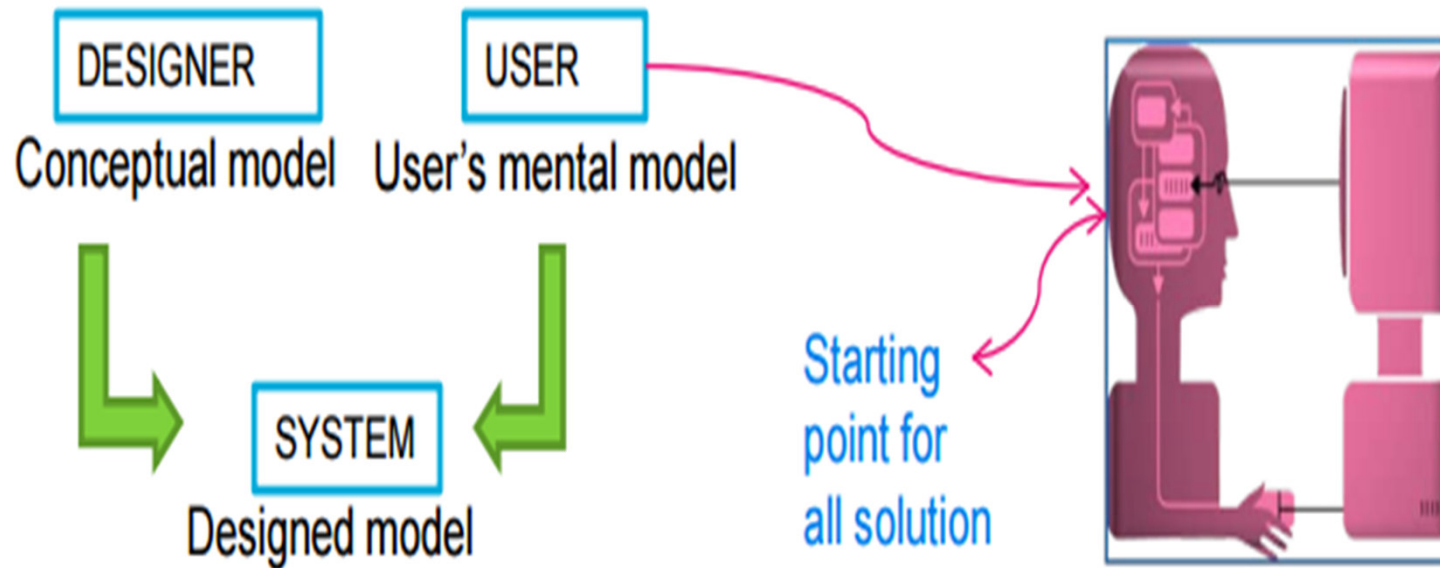 DESIGNER
Conceptual model
USER
User's mental model
SYSTEM
Designed model
Starting
point for
all solution